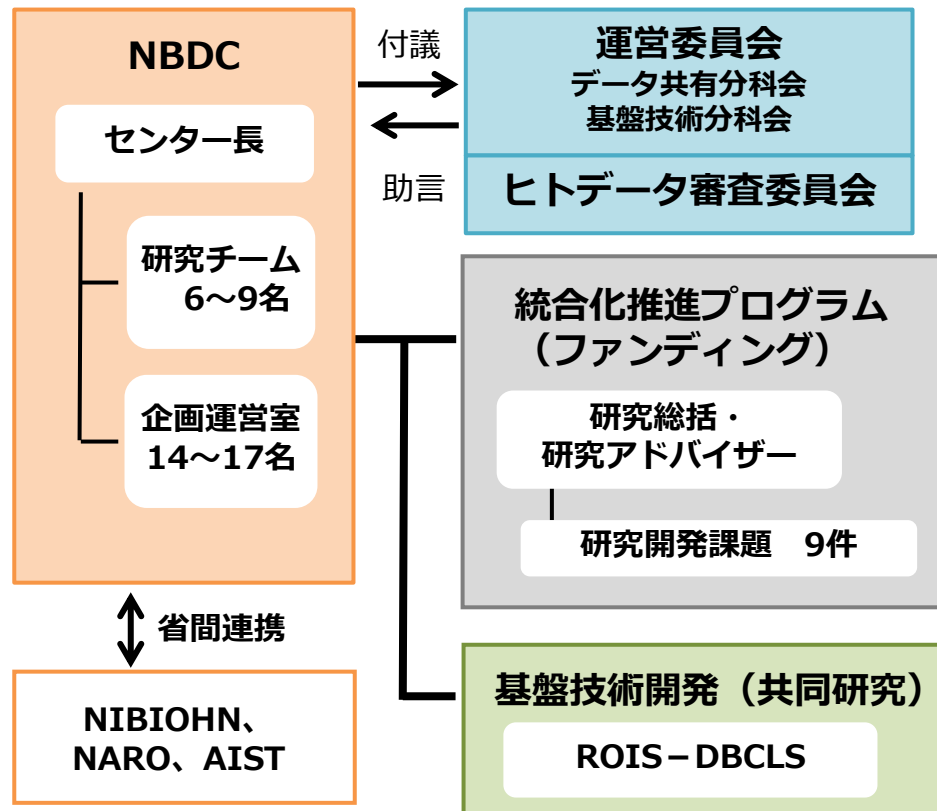 NBDC
センター長
研究チーム
6～9名
企画運営室
14～17名
付議
助言
運営委員会
データ共有分科会
基盤技術分科会
ヒトデータ審査委員会
統合化推進プログラム
（ファンディング）
研究総括・
研究アドバイザー
研究開発課題　9件
省間連携
NIBIOHN、
NARO、AIST
基盤技術開発（共同研究）
ROIS－DBCLS